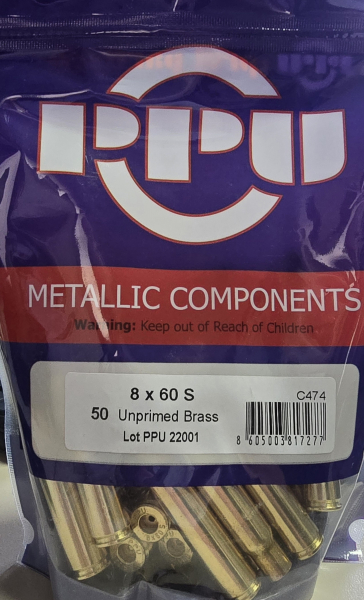 PPU
METALLIC COMPONENTS
Warning: Keep out of Reach of Children
8 x 60 S
C474
50 Unprimed Brass
Lot PPU 22001
8 605003 817277